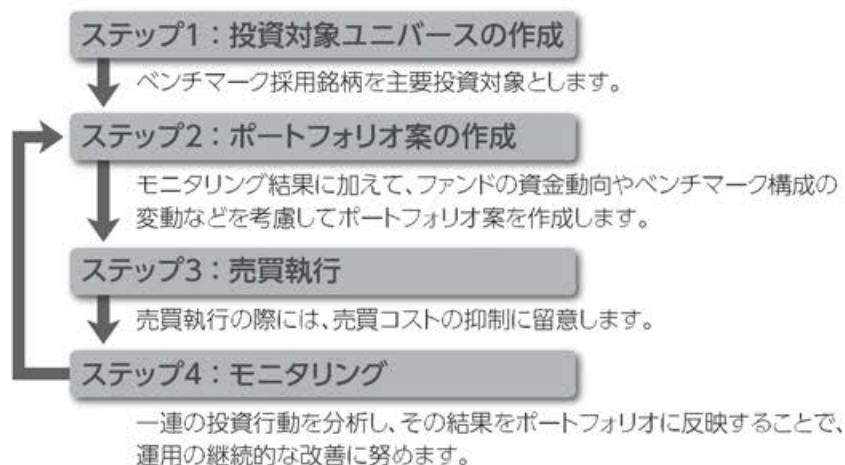 ステップ1：投資対象ユニバースの作成
ベンチマーク採用銘柄を主要投資対象とします。
ステップ2：ポートフォリオ案の作成
モニタリング結果に加えて、ファンドの資金動向やベンチマーク構成の
変動などを考慮してポートフォリオ案を作成します。
ステップ3：売買執行
売買執行の際には、売買コストの抑制に留意します。
ステップ4：モニタリング
一連の投資行動を分析し、その結果をポートフォリオに反映することで、
運用の継続的な改善に努めます。